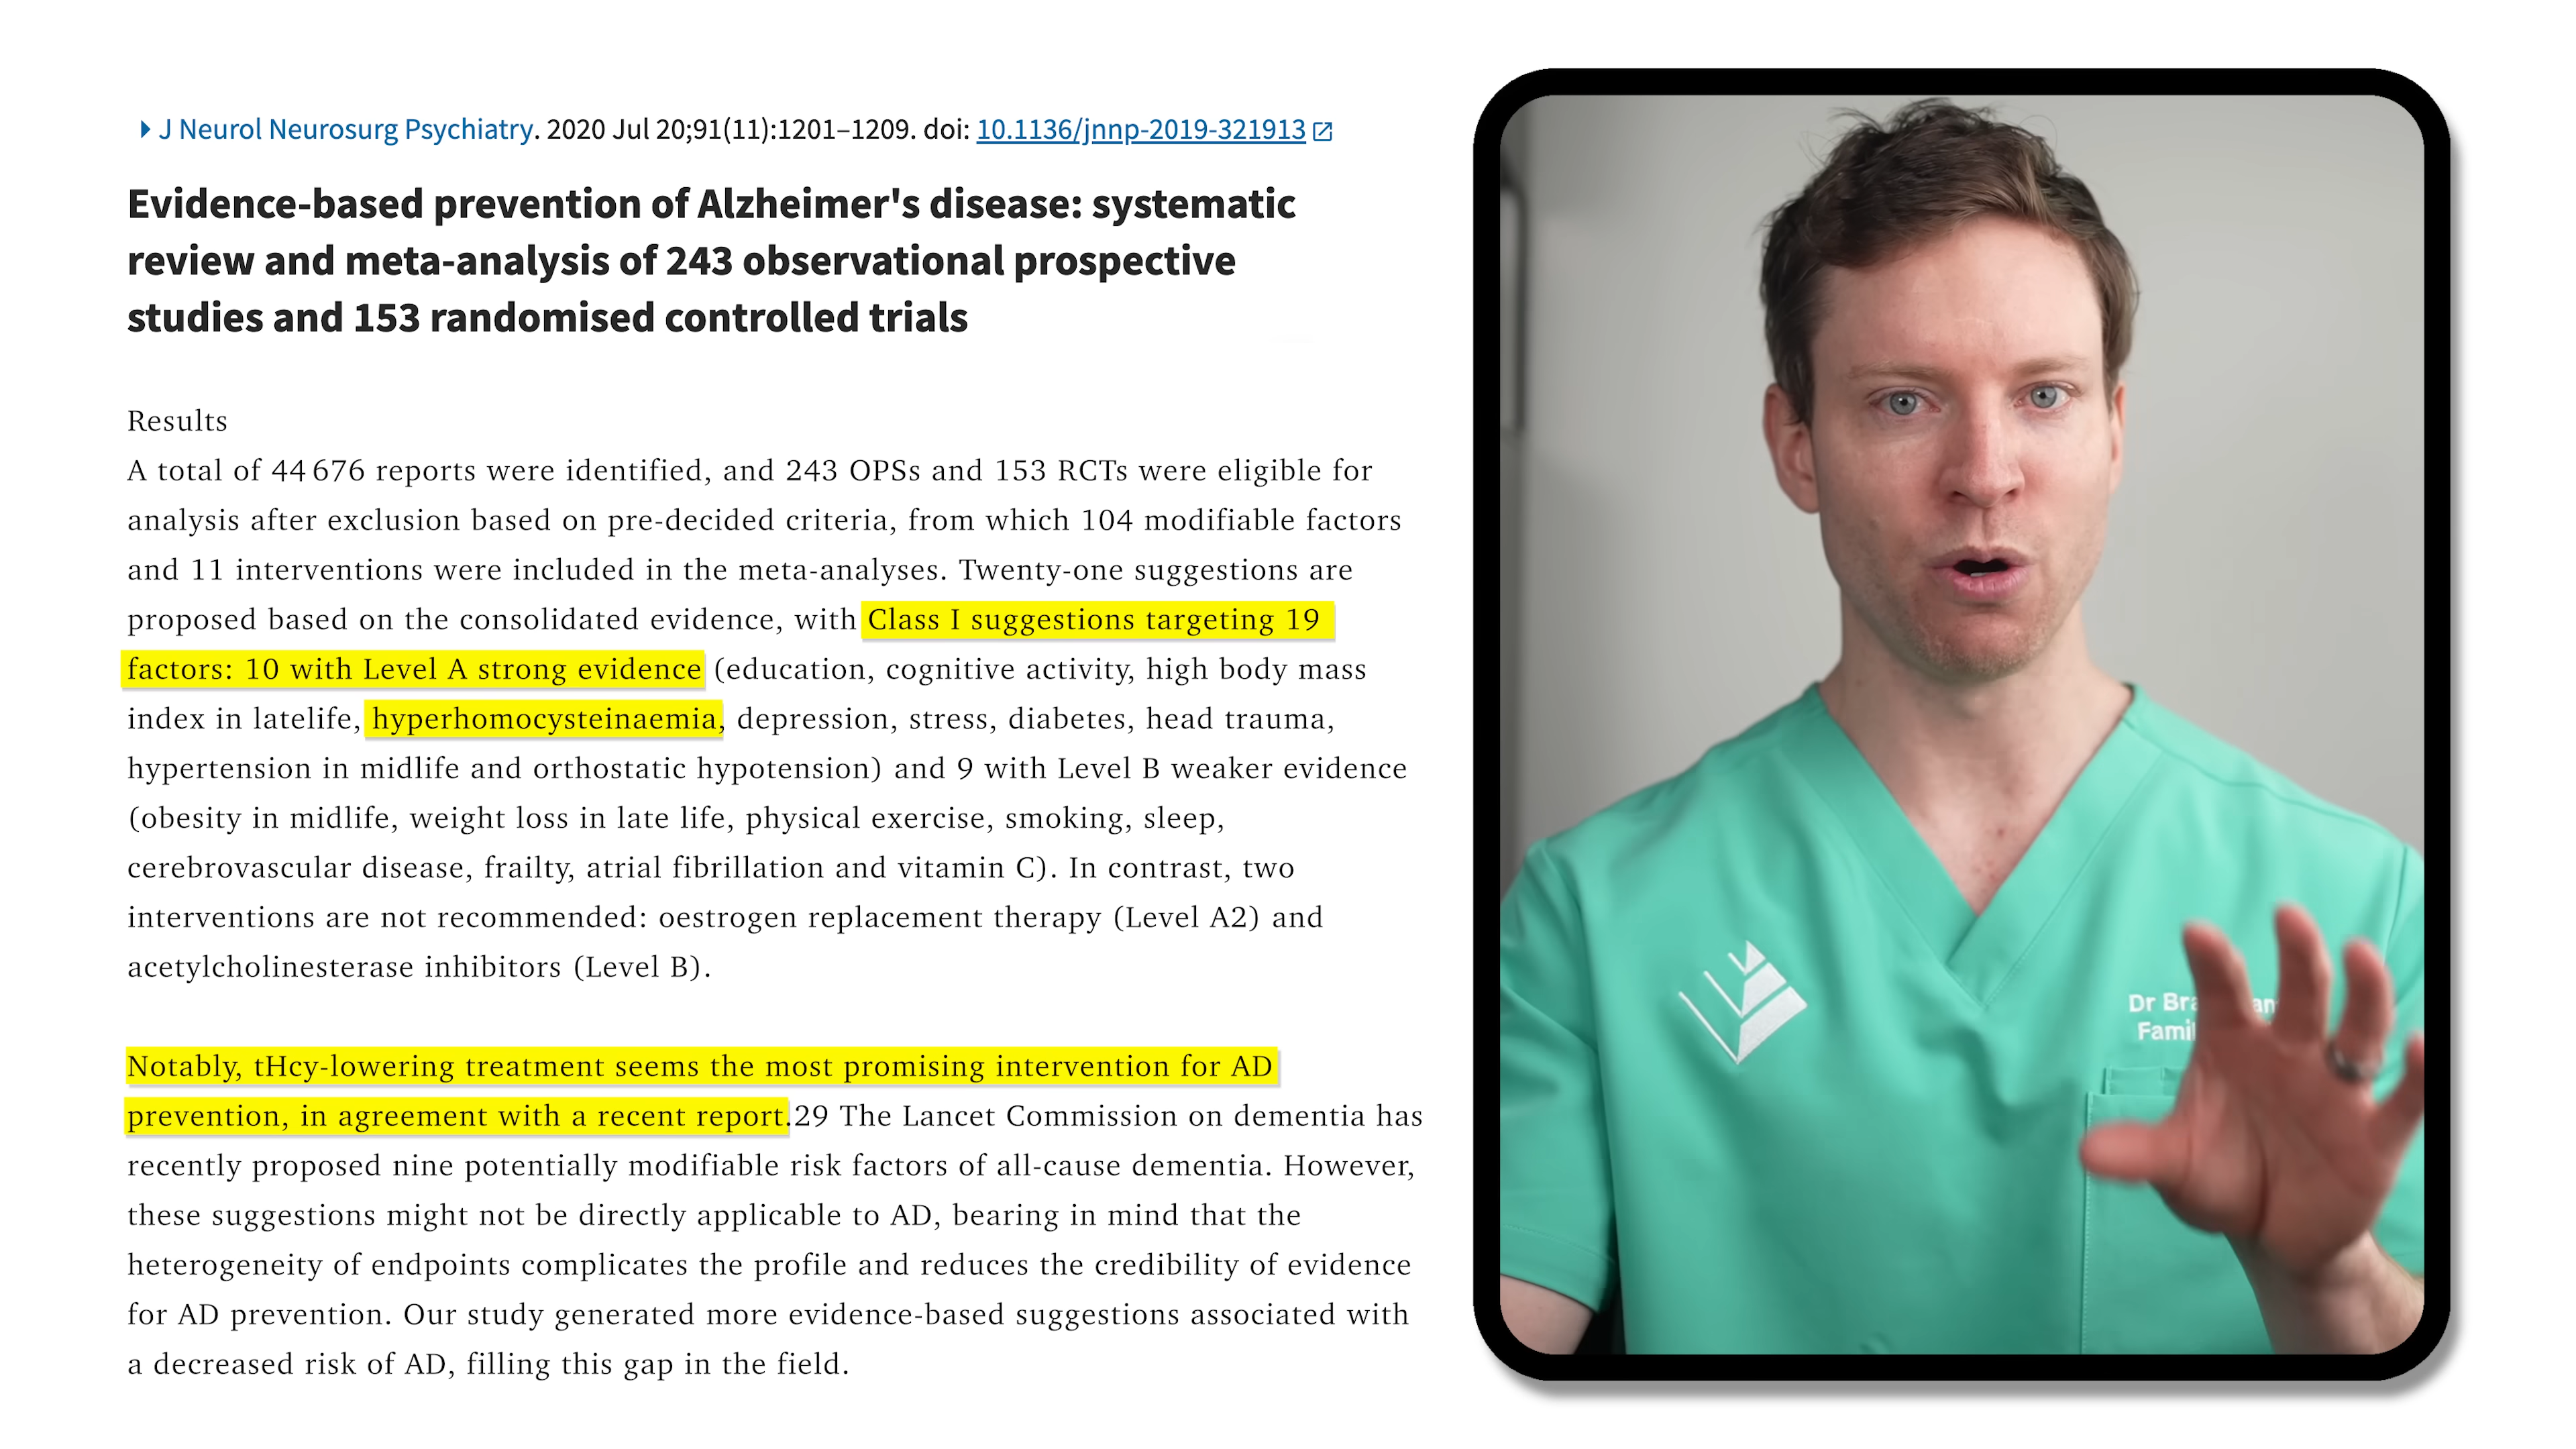 J Neurol Neurosurg Psychiatry. 2020 Jul 20;91(11):1201–1209. doi: 10.1136/jnnp-2019-321913
Evidence-based prevention of Alzheimer's disease: systematic
review and meta-analysis of 243 observational prospective
studies and 153 randomised controlled trials
Results
A total of 44 676 reports were identified, and 243 OPSs and 153 RCTs were eligible for
analysis after exclusion based on pre-decided criteria, from which 104 modifiable factors
and 11 interventions were included in the meta-analyses. Twenty-one suggestions are
proposed based on the consolidated evidence, with Class I suggestions targeting 19
factors: 10 with Level A strong evidence (education, cognitive activity, high body mass
index in latelife, hyperhomocysteinaemia, depression, stress, diabetes, head trauma,
hypertension in midlife and orthostatic hypotension) and 9 with Level B weaker evidence
(obesity in midlife, weight loss in late life, physical exercise, smoking, sleep,
cerebrovascular disease, frailty, atrial fibrillation and vitamin C). In contrast, two
interventions are not recommended: oestrogen replacement therapy (Level A2) and
acetylcholinesterase inhibitors (Level B).
Notably, tHcy-lowering treatment seems the most promising intervention for AD
prevention, in agreement with a recent report.29 The Lancet Commission on dementia has
recently proposed nine potentially modifiable risk factors of all-cause dementia. However,
these suggestions might not be directly applicable to AD, bearing in mind that the
heterogeneity of endpoints complicates the profile and reduces the credibility of evidence
for AD prevention. Our study generated more evidence-based suggestions associated with
a decreased risk of AD, filling this gap in the field.
Dr